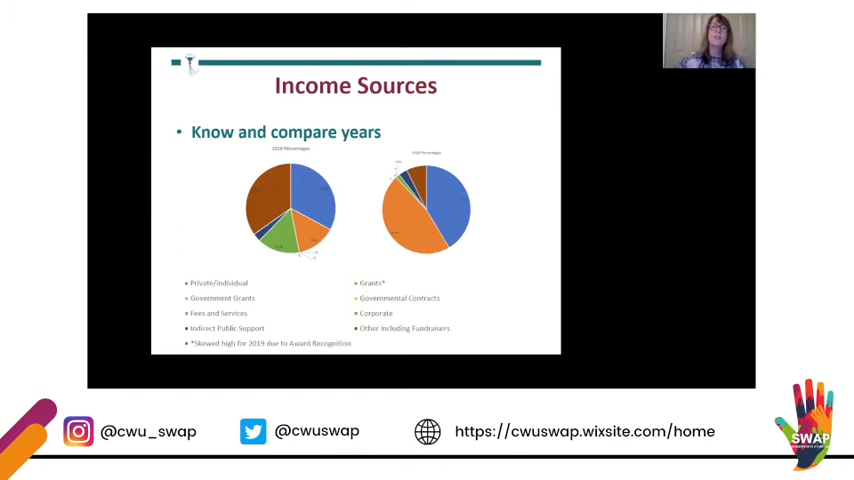 Income Sources
• Know and compare years
2018 Percentages
2019 Percentages
Private/individual
Grants*
Government Grants
Governmental Contracts
Fees and Services
Corporate
Indirect Public Support
Other including Fundraisers
*Skewed high for 2019 due to Award Recognition
@cwu_swap
@cwuswap
https://cwuswap.wixsite.com/home
SWAP